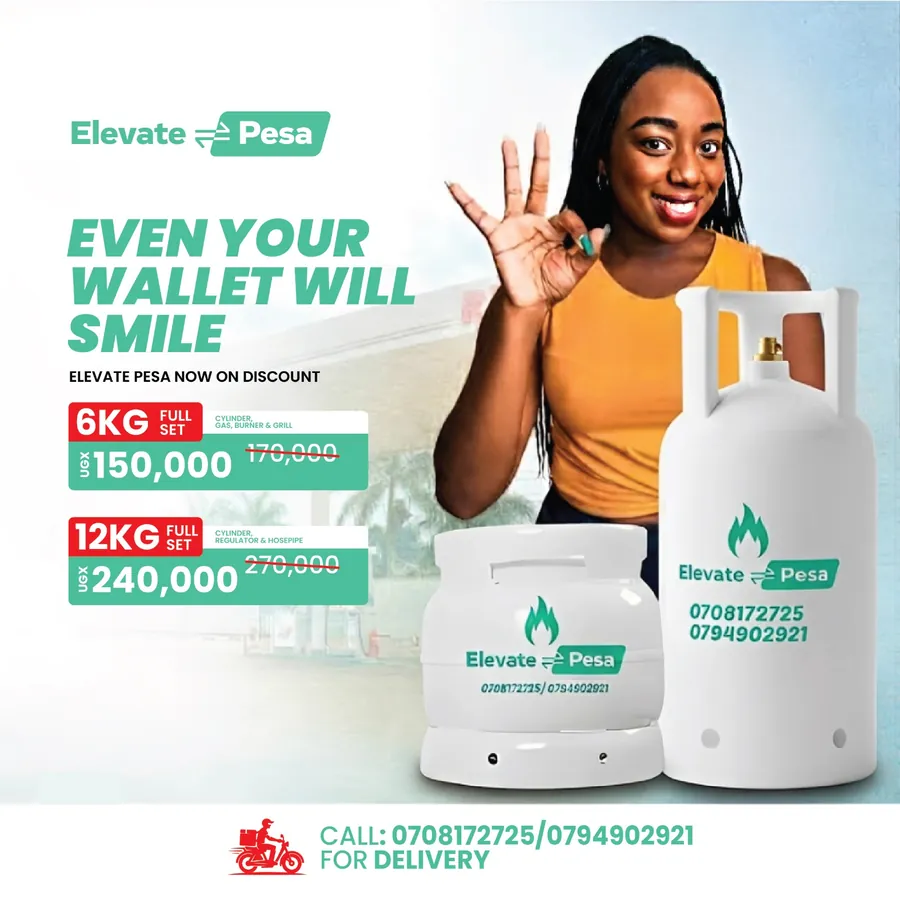 Elevate Pesa
EVEN YOUR
WALLET WILL
SMILE
ELEVATE PESA NOW ON DISCOUNT
6KG FULL SET
CYLINDER,
GAS, BURNER & GRILL
UGX 150,000 170,000
12KG FULL SET
CYLINDER,
REGULATOR & HOSEPIPE
UGX 240,000 270,000
Elevate Pesa
0708172725
0794902921
Elevate Pesa
0708172725/0794902921
CALL: 0708172725/0794902921
FOR DELIVERY